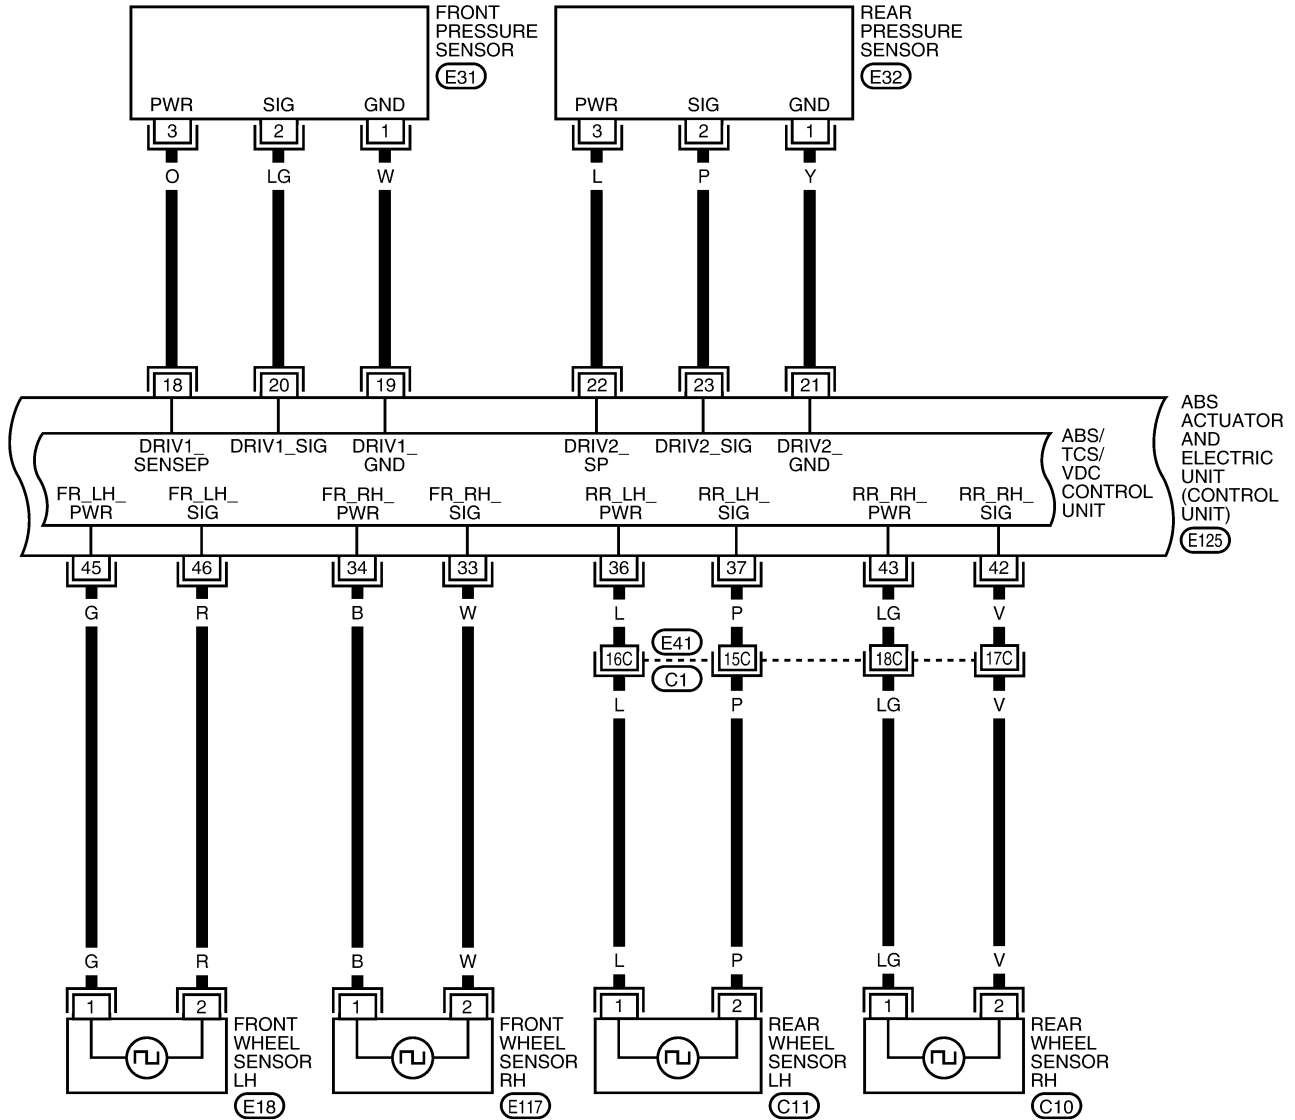 FRONT
PRESSURE
SENSOR
E31
REAR
PRESSURE
SENSOR
E32
PWR SIG GND
PWR SIG GND
3 2 1
3 2 1
O LG W
L P Y
18 20 19
22 23 21
ABS
ACTUATOR
AND
ELECTRIC
UNIT
(CONTROL
UNIT)
E125
ABS/
TCS/
VDC
CONTROL
UNIT
DRIV1_
SENSEP
DRIV1_SIG
DRIV1_
GND
DRIV2_
SP
DRIV2_SIG
DRIV2_
GND
FR_LH_
PWR
FR_LH_
SIG
FR_RH_
PWR
FR_RH_
SIG
RR_LH_
PWR
RR_LH_
SIG
RR_RH_
PWR
RR_RH_
SIG
45 46 34 33 36 37 43 42
G R B W L P LG V
E41
16C 15C 18C 17C
C1
L P LG V
G R B W L P LG V
1 2 1 2 1 2 1 2
FRONT
WHEEL
SENSOR
LH
E18
FRONT
WHEEL
SENSOR
RH
E117
REAR
WHEEL
SENSOR
LH
C11
REAR
WHEEL
SENSOR
RH
C10